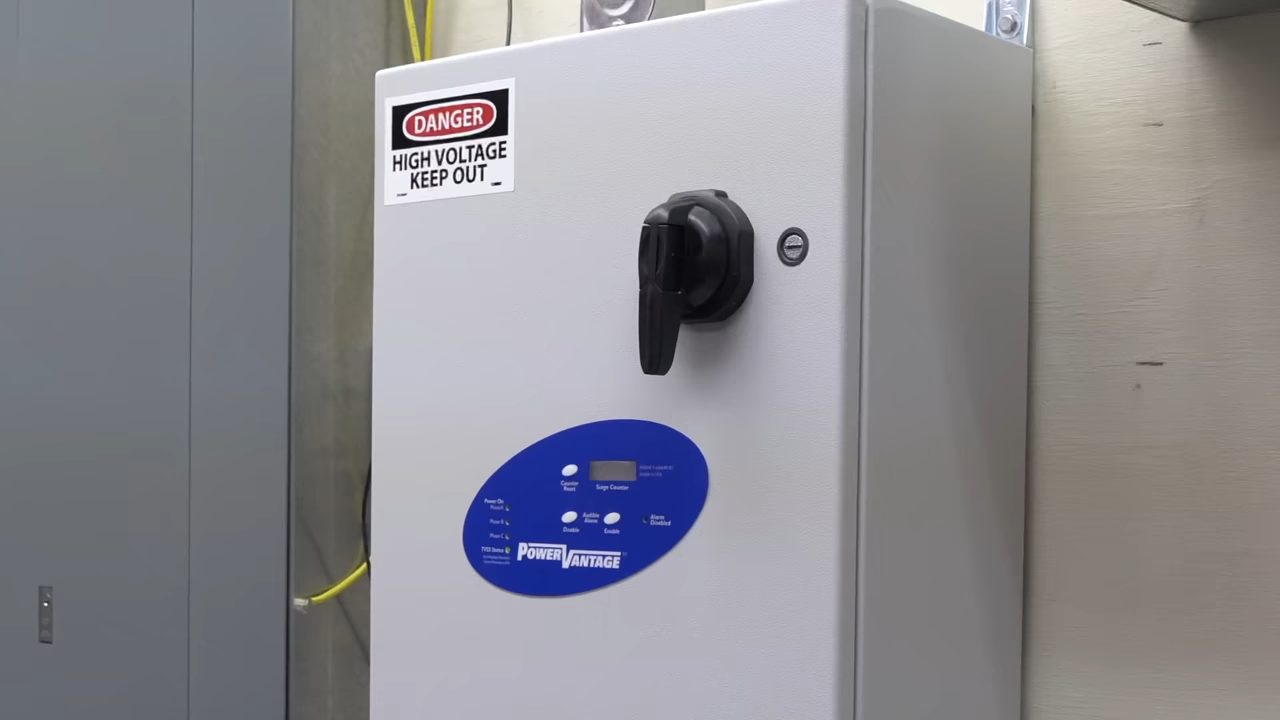 DANGER
HIGH VOLTAGE
KEEP OUT
Counter
Reset
Surge Counter
Power On
Phase A
Phase B
Phase C
Audible
Alarm
Disable
Enable
Alarm
Disabled
TVSS Status
POWERVANTAGE